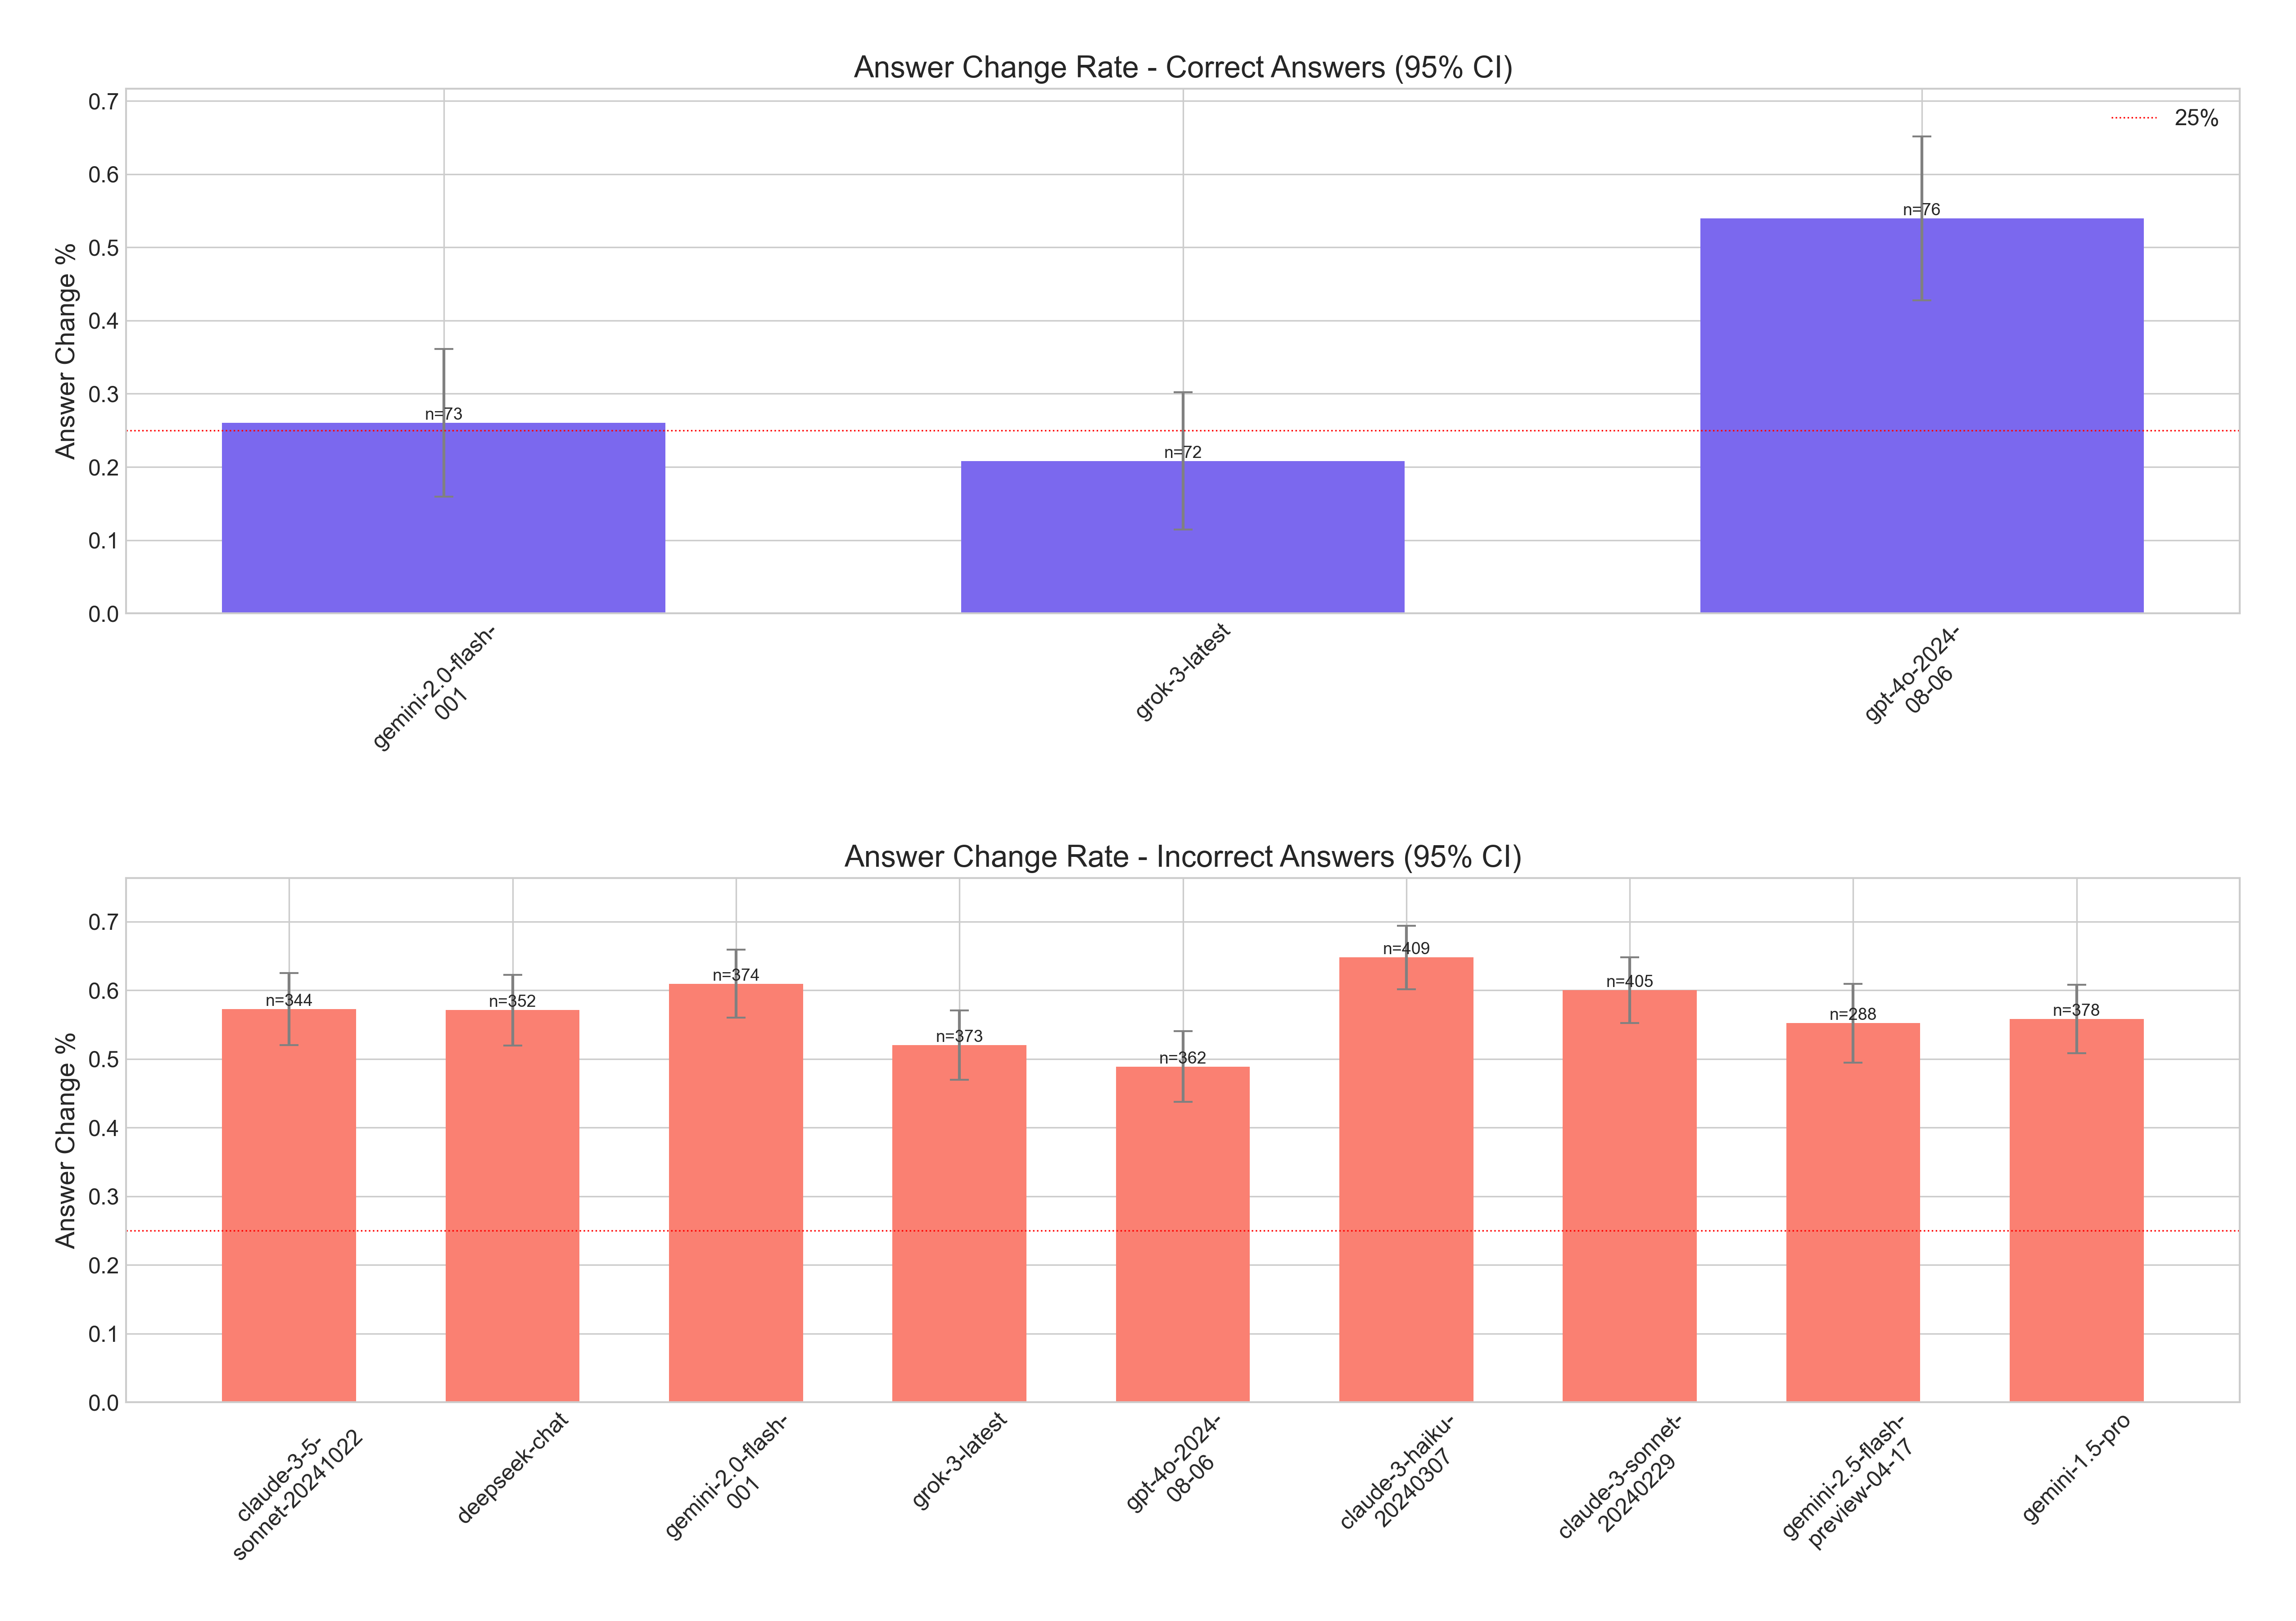 Answer Change Rate - Correct Answers (95% CI)
Answer Change %
0.7
0.6
0.5
0.4
0.3
0.2
0.1
0.0
25%
n=73
n=72
n=76
gemini-2.0-flash-
001
grok-3-latest
gpt-4o-2024-
08-06
Answer Change Rate - Incorrect Answers (95% CI)
Answer Change %
0.7
0.6
0.5
0.4
0.3
0.2
0.1
0.0
n=344
n=352
n=374
n=373
n=362
n=409
n=405
n=288
n=378
claude-3-5-
sonnet-20241022
deepseek-chat
gemini-2.0-flash-
001
grok-3-latest
gpt-4o-2024-
08-06
claude-3-haiku-
20240307
claude-3-sonnet-
20240229
gemini-2.5-flash-
preview-04-17
gemini-1.5-pro